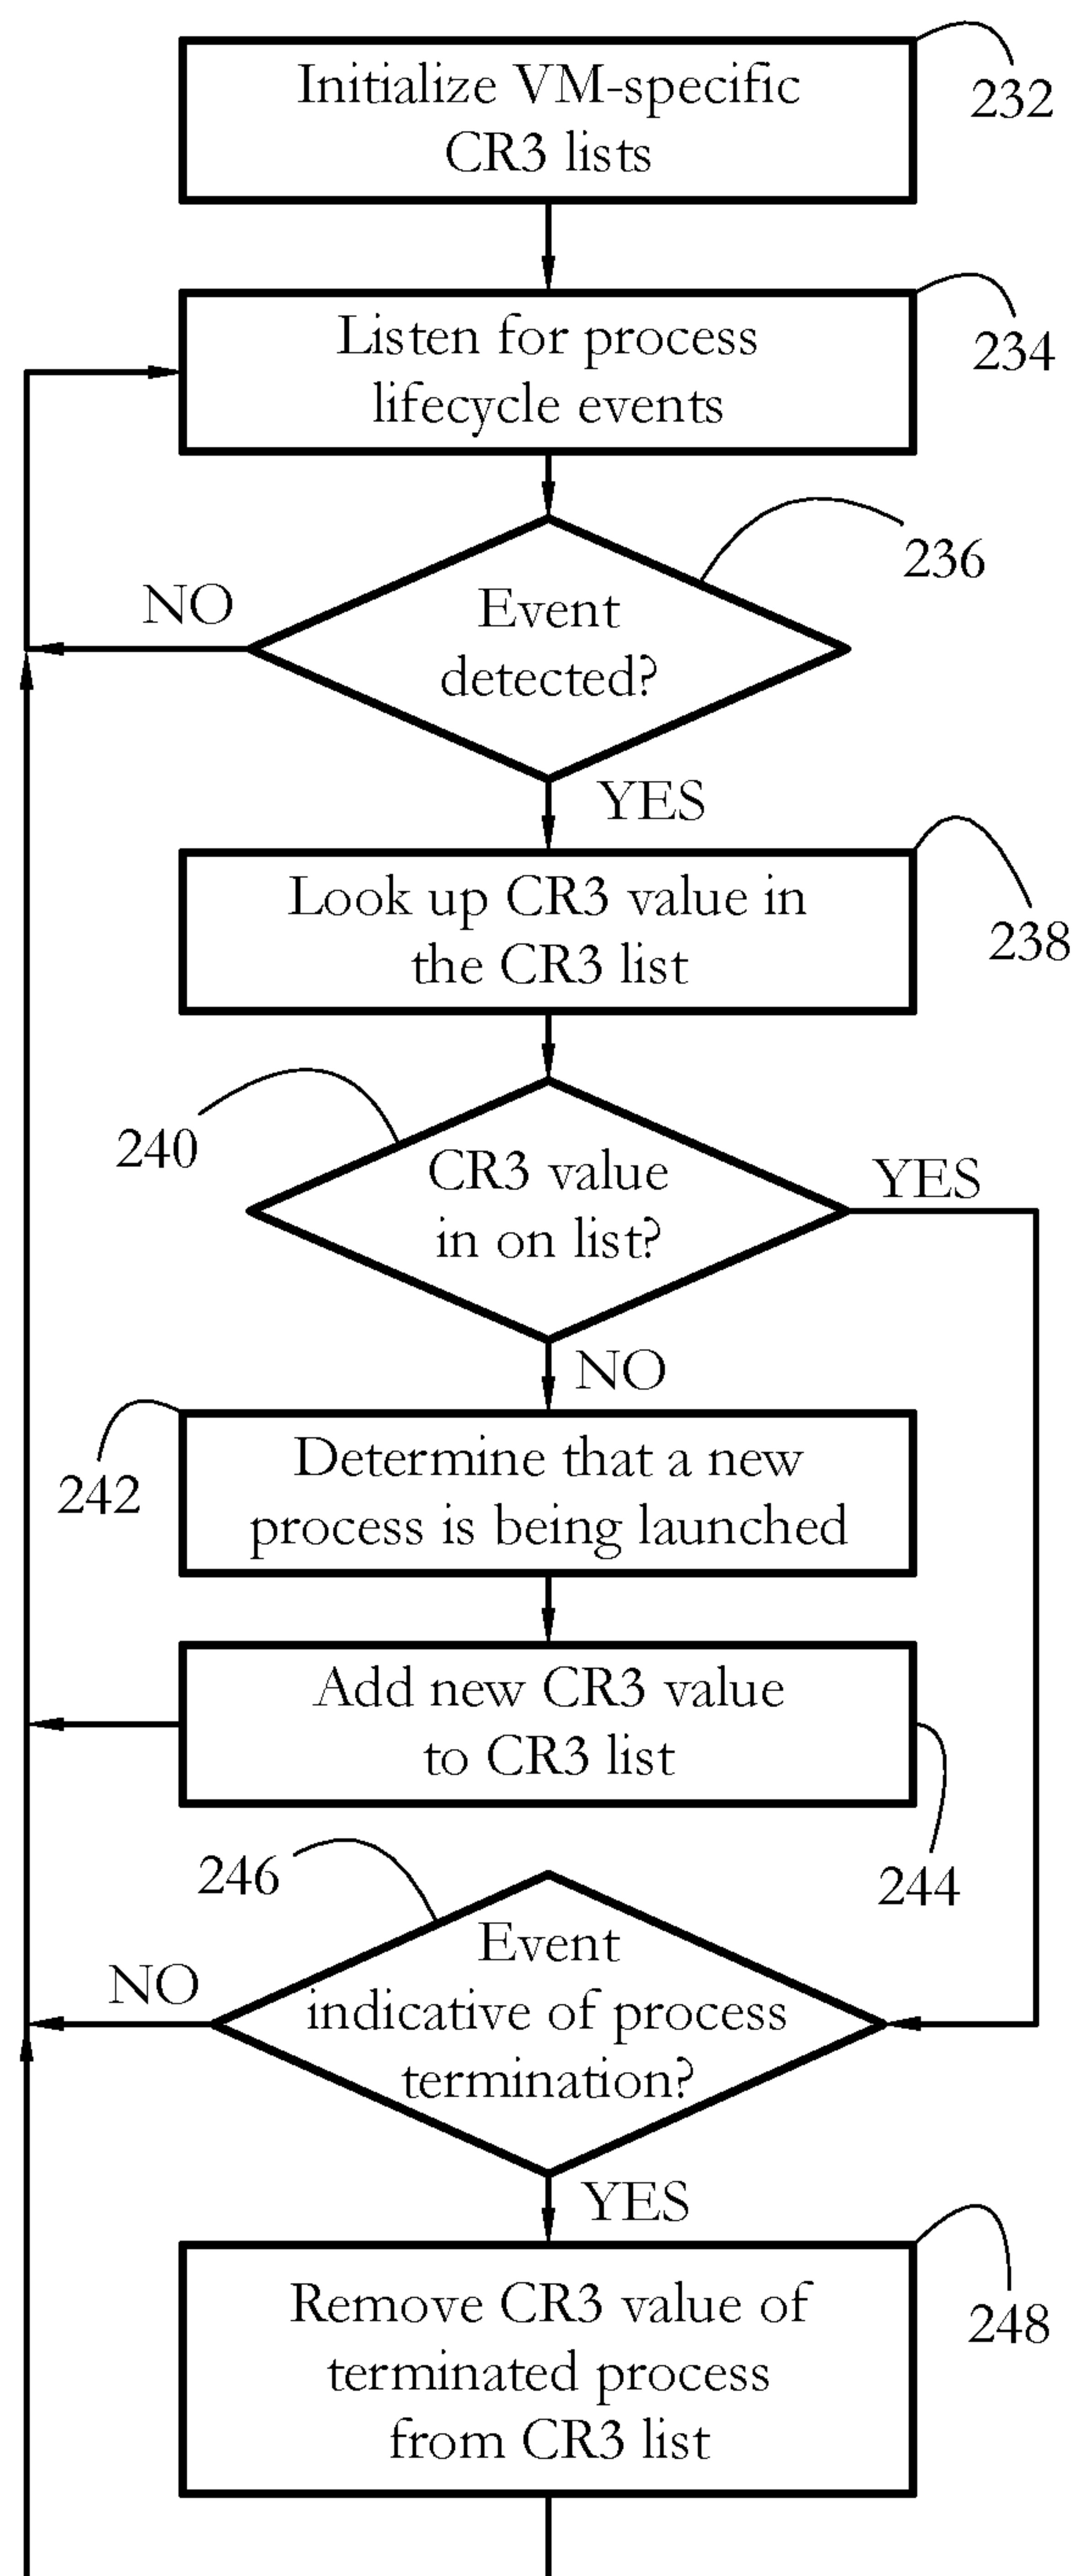 Initialize VM-specific
CR3 lists
232
Listen for process
lifecycle events
234
236
Event
detected?
NO
YES
Look up CR3 value in
the CR3 list
238
240
CR3 value
in on list?
YES
NO
242
Determine that a new
process is being launched
Add new CR3 value
to CR3 list
244
246
Event
indicative of process
termination?
NO
YES
Remove CR3 value of
terminated process
from CR3 list
248